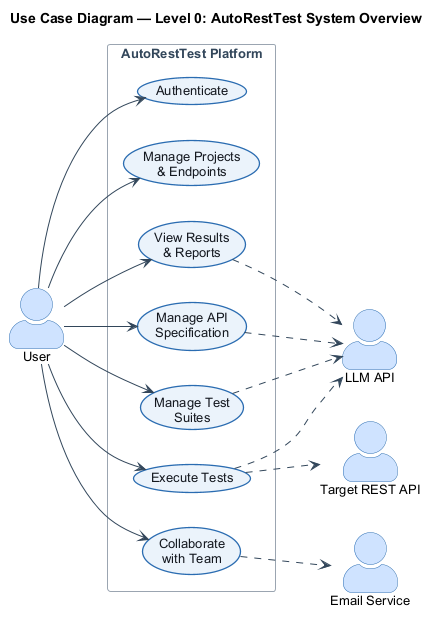 Use Case Diagram — Level 0: AutoRestTest System Overview
AutoRestTest Platform
Authenticate
Manage Projects
& Endpoints
View Results
& Reports
Manage API
Specification
Manage Test
Suites
Execute Tests
Collaborate
with Team
User
LLM API
Target REST API
Email Service